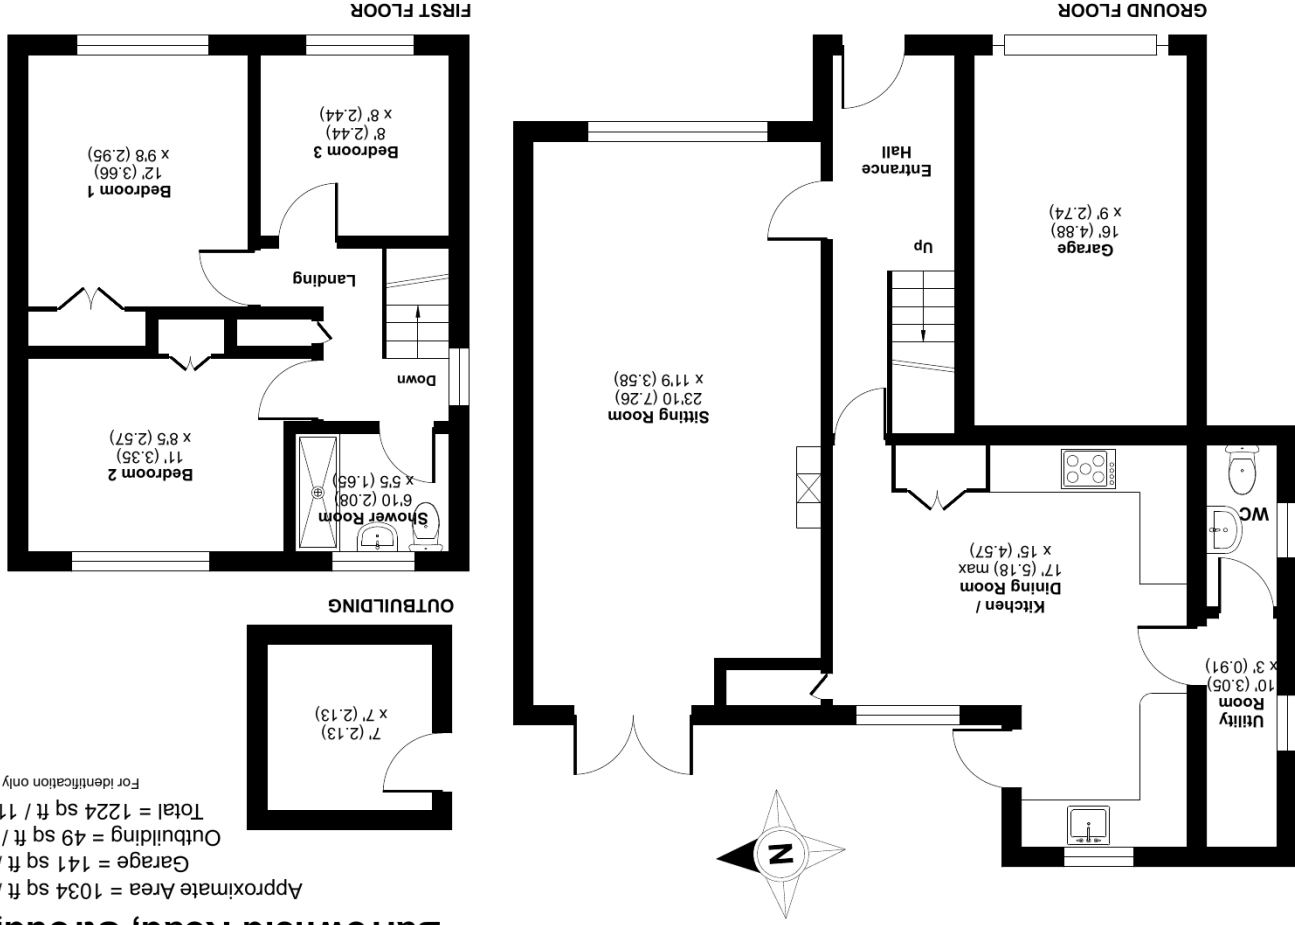 Barrowfield Road, Stroud,
Approximate Area = 1034 sq ft /
Garage = 141 sq ft /
Outbuilding = 49 sq ft /
Total = 1224 sq ft / 11
For identification only
N
Utility
Room
10' (3.05)
x 3' (0.91)
Kitchen /
Dining Room
17' (5.18) max
x 15' (4.57)
WC
Sitting Room
23'10 (7.26)
x 11'9 (3.58)
Up
Garage
16' (4.88)
x 9' (2.74)
Entrance
Hall
GROUND FLOOR
7' (2.13)
x 7' (2.13)
OUTBUILDING
Shower Room
6'10 (2.08)
x 5'5 (1.65)
Bedroom 2
11' (3.35)
x 8'5 (2.57)
Down
Landing
Bedroom 1
12' (3.66)
x 9'8 (2.95)
Bedroom 3
8' (2.44)
x 8' (2.44)
FIRST FLOOR